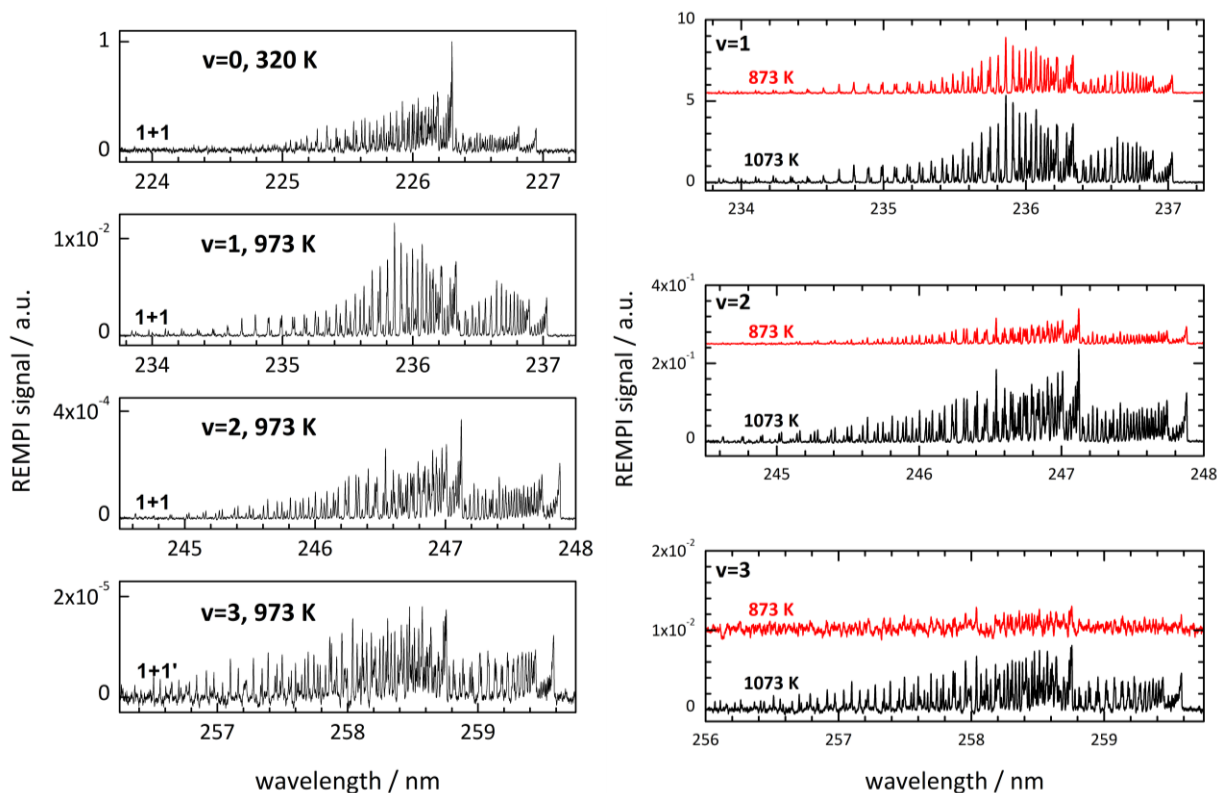 REMPI signal / a.u.
v=0, 320 K
1
0
1+1
224 225 226 227
v=1, 973 K
1x10⁻²
0
1+1
234 235 236 237
v=2, 973 K
4x10⁻⁴
0
1+1
245 246 247 248
v=3, 973 K
2x10⁻⁵
0
1+1'
257 258 259
wavelength / nm
REMPI signal / a.u.
10
v=1
873 K
5
1073 K
0
234 235 236 237
4x10⁻¹
v=2
873 K
2x10⁻¹
1073 K
0
245 246 247 248
2x10⁻²
v=3
873 K
1x10⁻²
1073 K
0
256 257 258 259
wavelength / nm